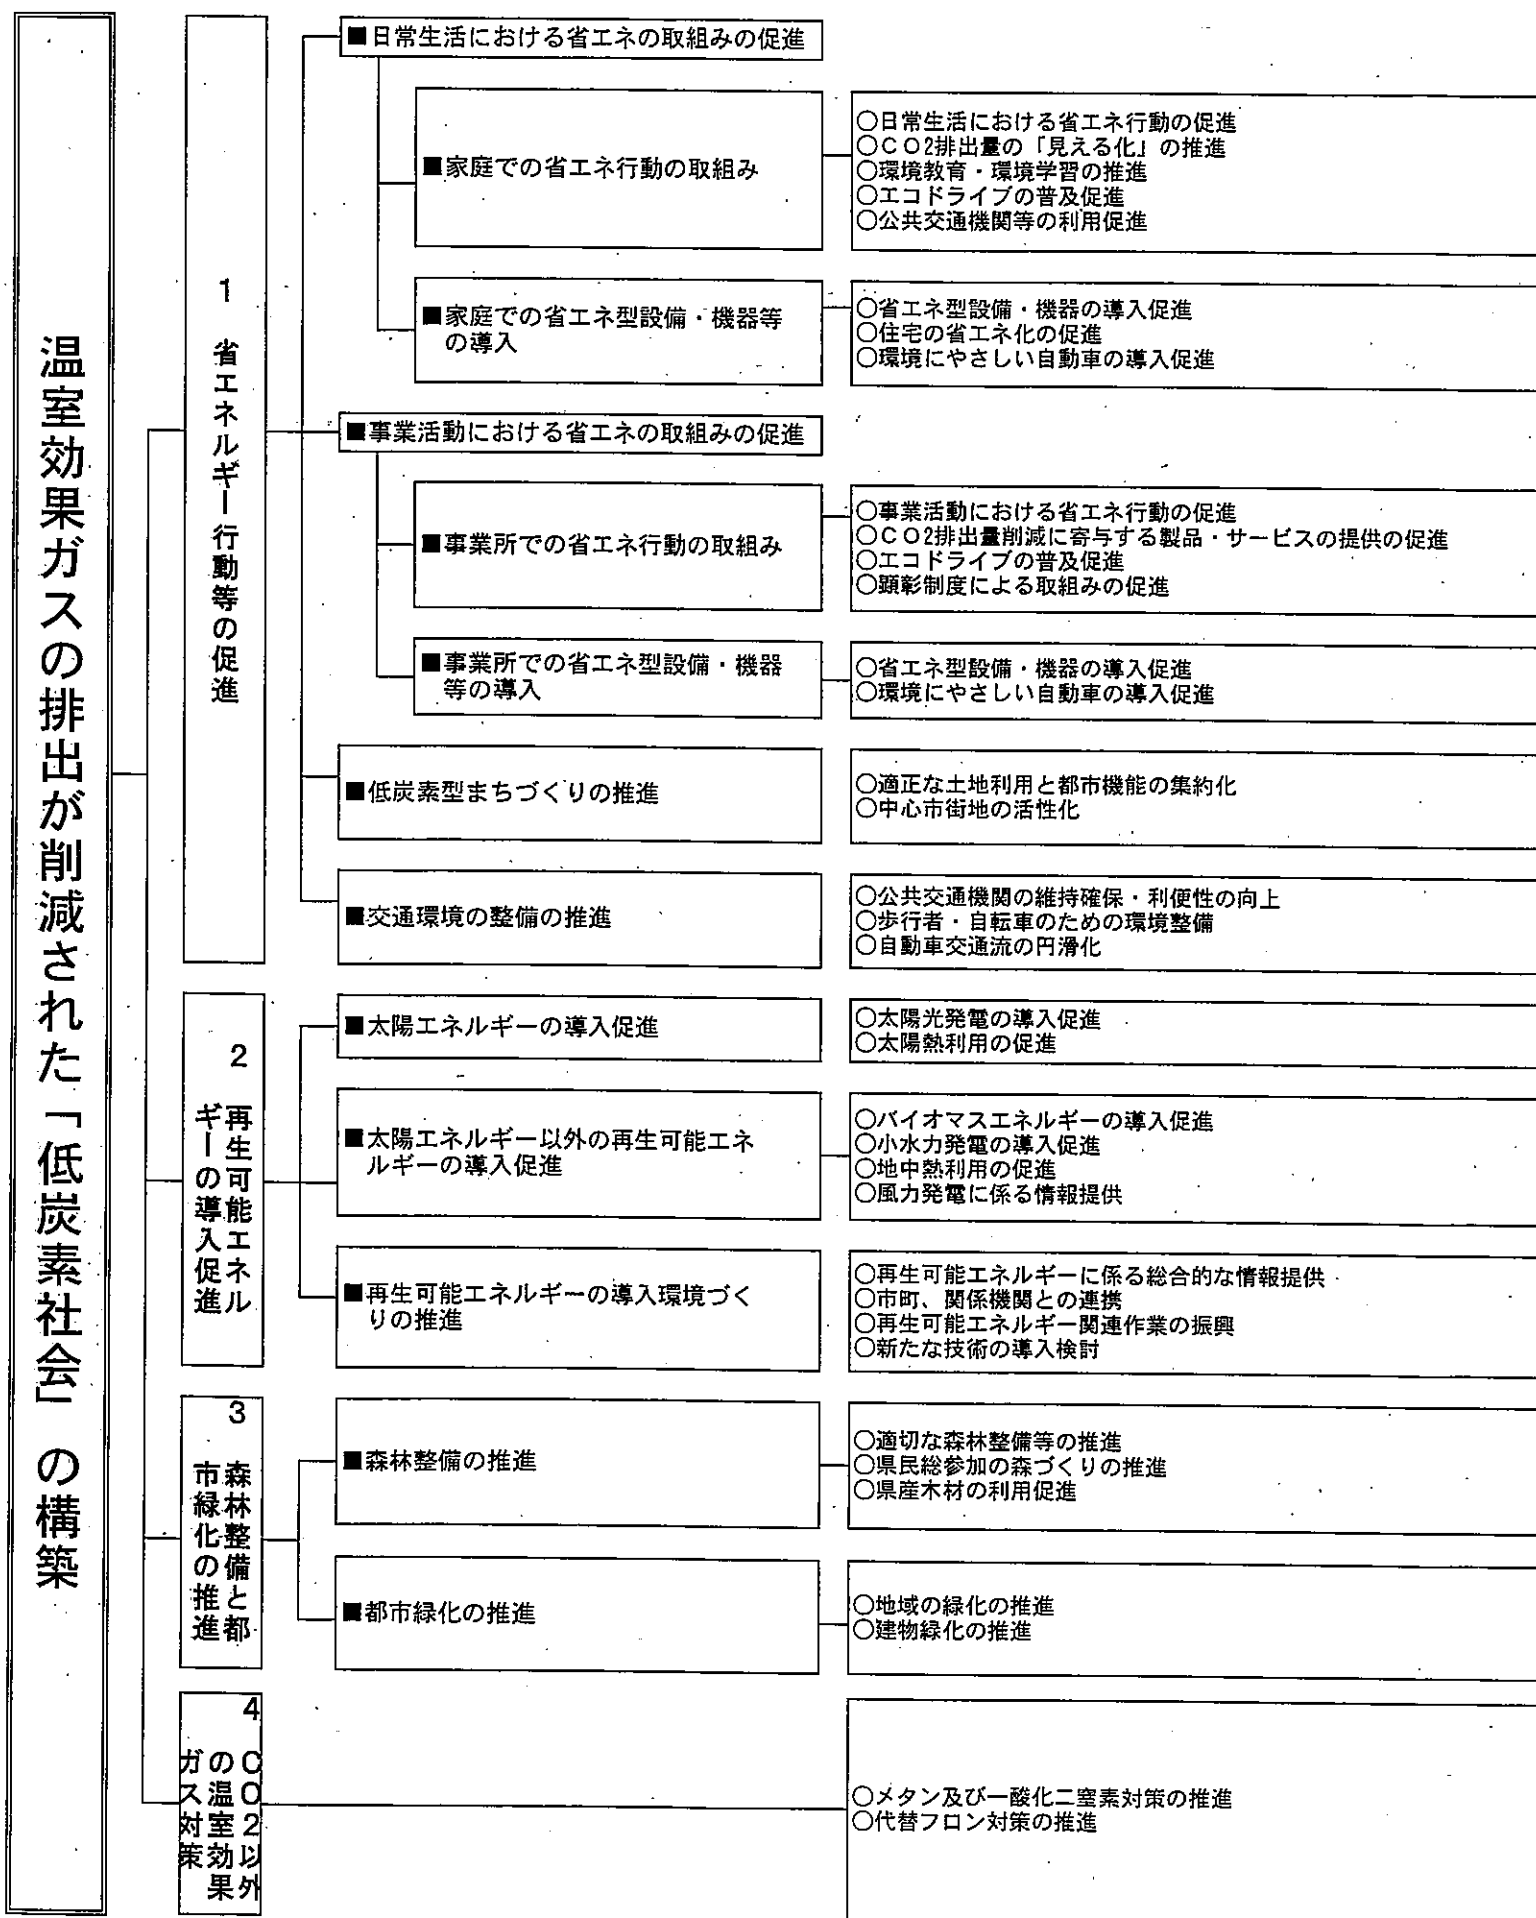 温室効果ガスの排出が削減された「低炭素社会」の構築
1 省エネルギー行動等の促進
■日常生活における省エネの取組みの促進
■家庭での省エネ行動の取組み
○日常生活における省エネ行動の促進
○CO2排出量の「見える化」の推進
○環境教育・環境学習の推進
○エコドライブの普及促進
○公共交通機関等の利用促進
■家庭での省エネ型設備・機器等
の導入
○省エネ型設備・機器の導入促進
○住宅の省エネ化の促進
○環境にやさしい自動車の導入促進
■事業活動における省エネの取組みの促進
■事業所での省エネ行動の取組み
○事業活動における省エネ行動の促進
○CO2排出量削減に寄与する製品・サービスの提供の促進
○エコドライブの普及促進
○顕彰制度による取組みの促進
■事業所での省エネ型設備・機器
等の導入
○省エネ型設備・機器の導入促進
○環境にやさしい自動車の導入促進
■低炭素型まちづくりの推進
○適正な土地利用と都市機能の集約化
○中心市街地の活性化
■交通環境の整備の推進
○公共交通機関の維持確保・利便性の向上
○歩行者・自転車のための環境整備
○自動車交通流の円滑化
2 再生可能エネル
ギーの導入促進
■太陽エネルギーの導入促進
○太陽光発電の導入促進
○太陽熱利用の促進
■太陽エネルギー以外の再生可能エネ
ルギーの導入促進
○バイオマスエネルギーの導入促進
○小水力発電の導入促進
○地中熱利用の促進
○風力発電に係る情報提供
■再生可能エネルギーの導入環境づく
りの推進
○再生可能エネルギーに係る総合的な情報提供
○市町、関係機関との連携
○再生可能エネルギー関連作業の振興
○新たな技術の導入検討
3 森林整備と都
市緑化の推進
■森林整備の推進
○適切な森林整備等の推進
○県民総参加の森づくりの推進
○県産木材の利用促進
■都市緑化の推進
○地域の緑化の推進
○建物緑化の推進
4 CO2以外
の温室効果
ガス対策
○メタン及び一酸化二窒素対策の推進
○代替フロン対策の推進